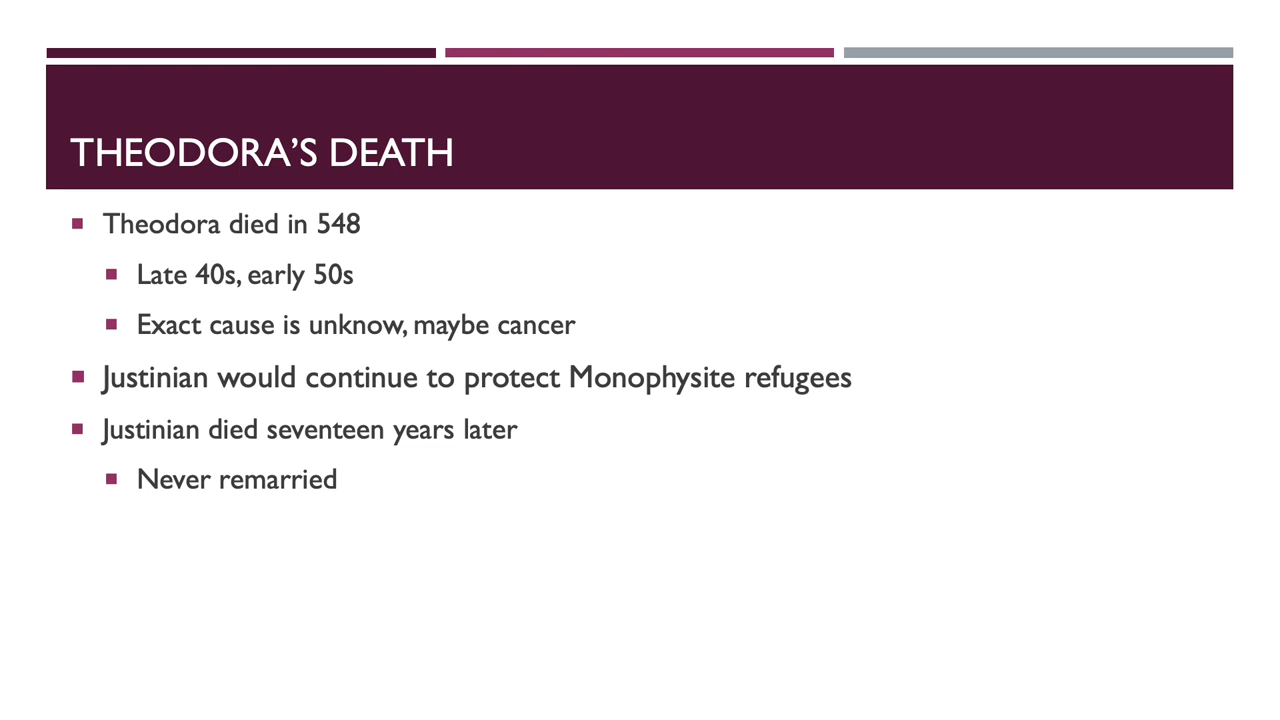 THEODORA’S DEATH
Theodora died in 548
Late 40s, early 50s
Exact cause is unknow, maybe cancer
Justinian would continue to protect Monophysite refugees
Justinian died seventeen years later
Never remarried